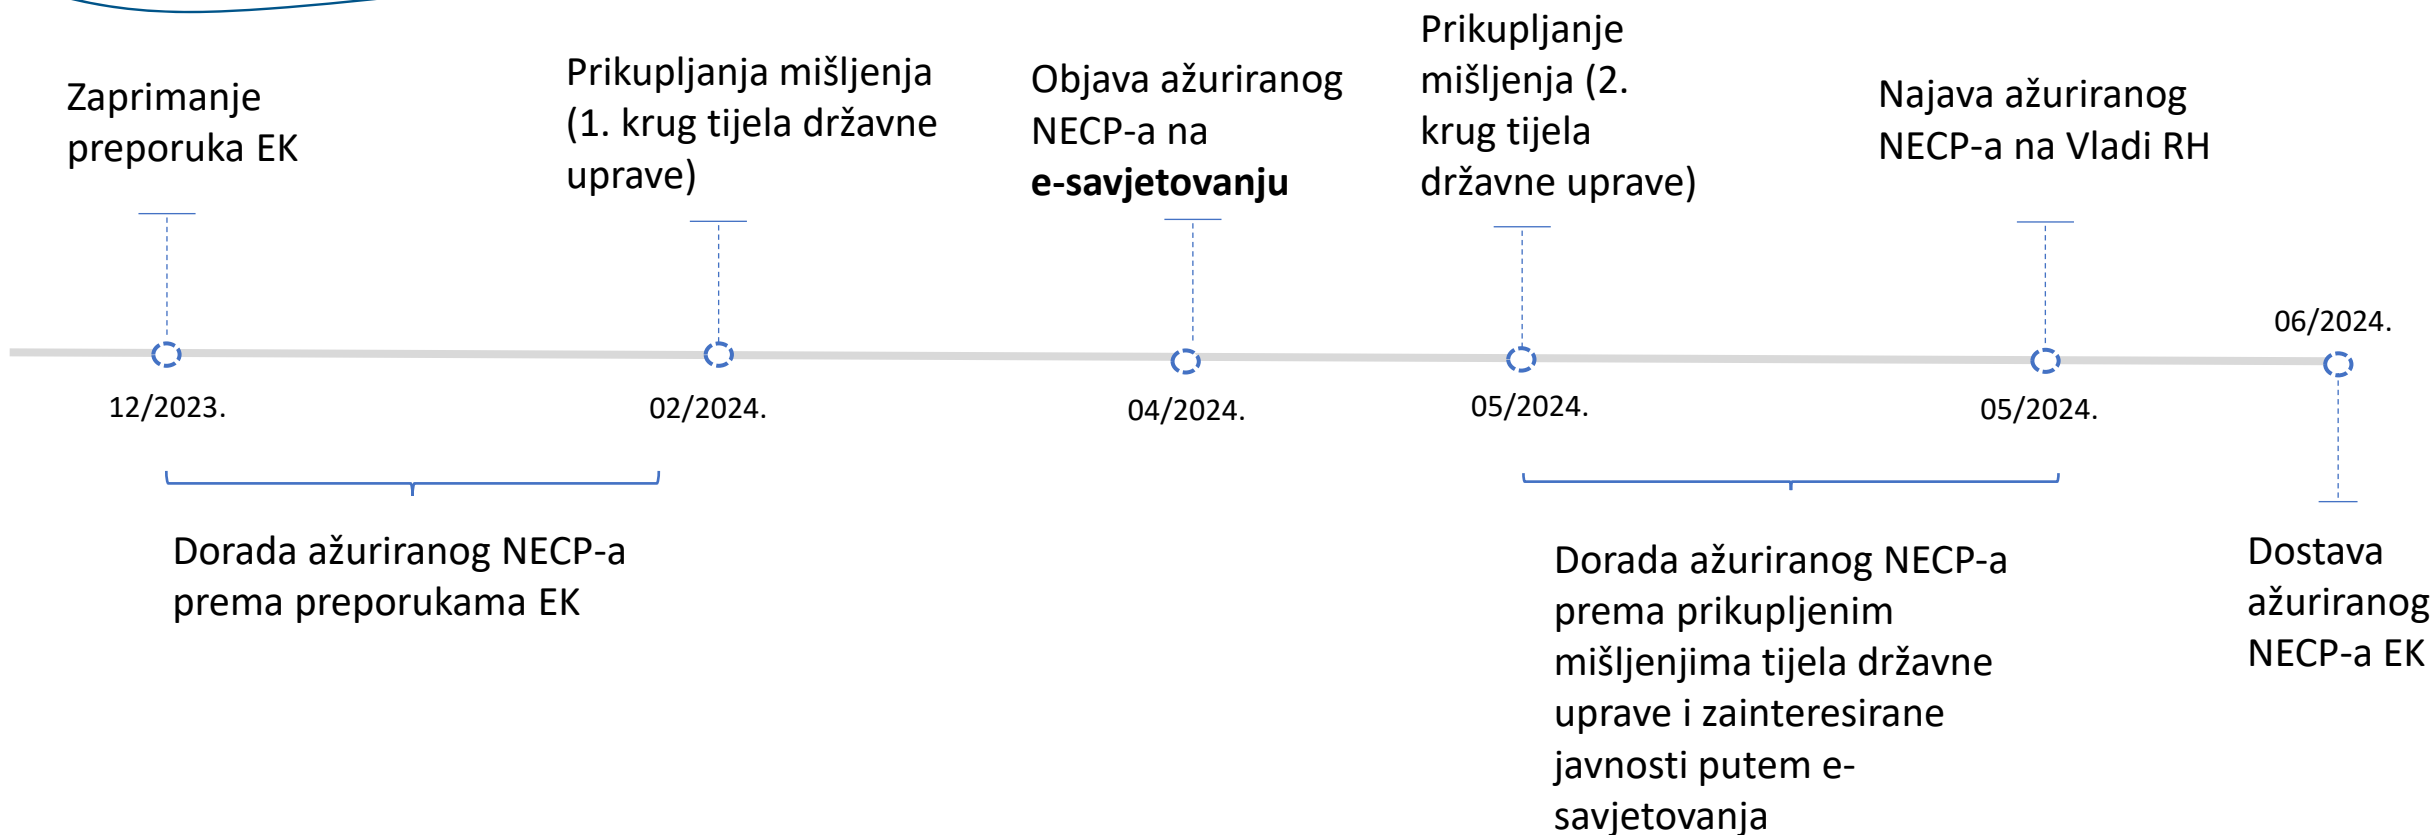 Zaprimanje
preporuka EK
Prikupljanja mišljenja
(1. krug tijela državne
uprave)
Objava ažuriranog
NECP-a na
e-savjetovanju
Prikupljanje
mišljenja (2.
krug tijela
državne uprave)
Najava ažuriranog
NECP-a na Vladi RH
06/2024.
12/2023.
02/2024.
04/2024.
05/2024.
05/2024.
Dorada ažuriranog NECP-a
prema preporukama EK
Dorada ažuriranog NECP-a
prema prikupljenim
mišljenjima tijela državne
uprave i zainteresirane
javnosti putem e-
savjetovanja
Dostava
ažuriranog
NECP-a EK